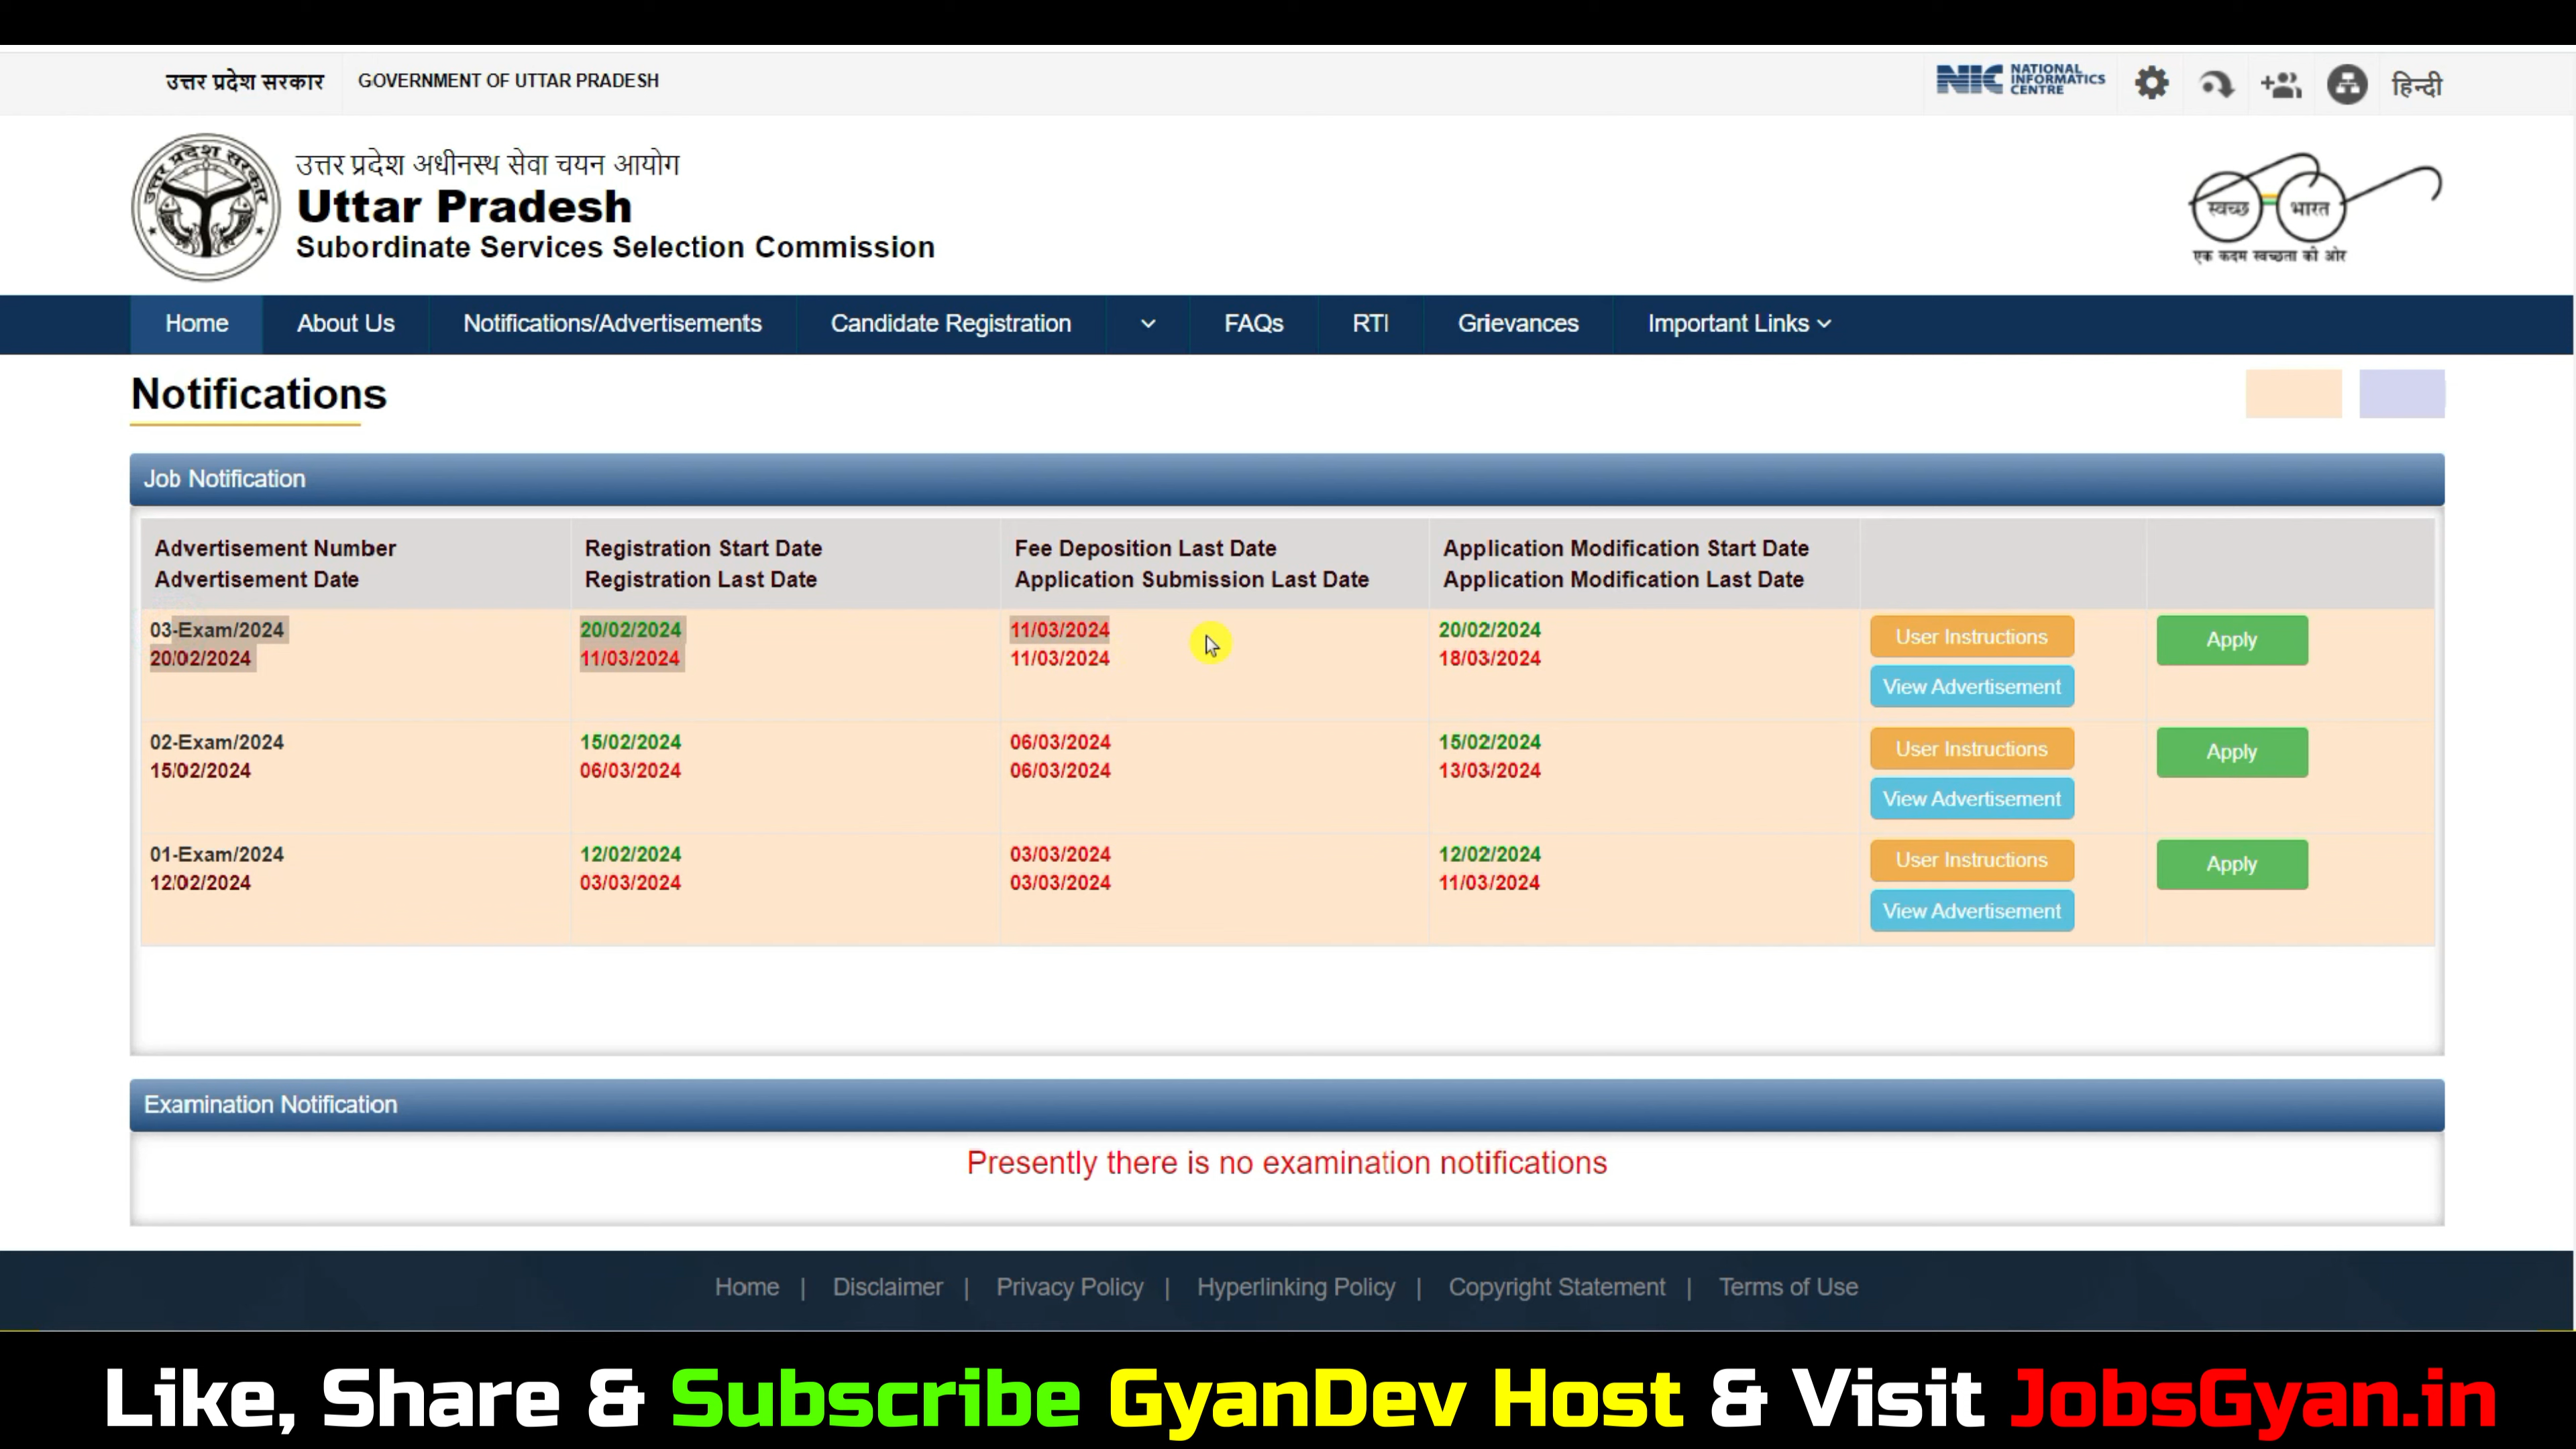 उत्तर प्रदेश सरकार GOVERNMENT OF UTTAR PRADESH NIC NATIONAL INFORMATICS CENTRE हिन्दी
उत्तर प्रदेश सरकार
उत्तर प्रदेश अधीनस्थ सेवा चयन आयोग
Uttar Pradesh
Subordinate Services Selection Commission
स्वच्छ भारत
एक कदम स्वच्छता की ओर
Home About Us Notifications/Advertisements Candidate Registration FAQs RTI Grievances Important Links
Notifications
Job Notification
Advertisement Number Registration Start Date Fee Deposition Last Date Application Modification Start Date
Advertisement Date Registration Last Date Application Submission Last Date Application Modification Last Date
03-Exam/2024 20/02/2024 11/03/2024 20/02/2024 User Instructions Apply
20/02/2024 11/03/2024 11/03/2024 18/03/2024 View Advertisement
02-Exam/2024 15/02/2024 06/03/2024 15/02/2024 User Instructions Apply
15/02/2024 06/03/2024 06/03/2024 13/03/2024 View Advertisement
01-Exam/2024 12/02/2024 03/03/2024 12/02/2024 User Instructions Apply
12/02/2024 03/03/2024 03/03/2024 11/03/2024 View Advertisement
Examination Notification
Presently there is no examination notifications
Home | Disclaimer | Privacy Policy | Hyperlinking Policy | Copyright Statement | Terms of Use
Like, Share & Subscribe GyanDev Host & Visit JobsGyan.in